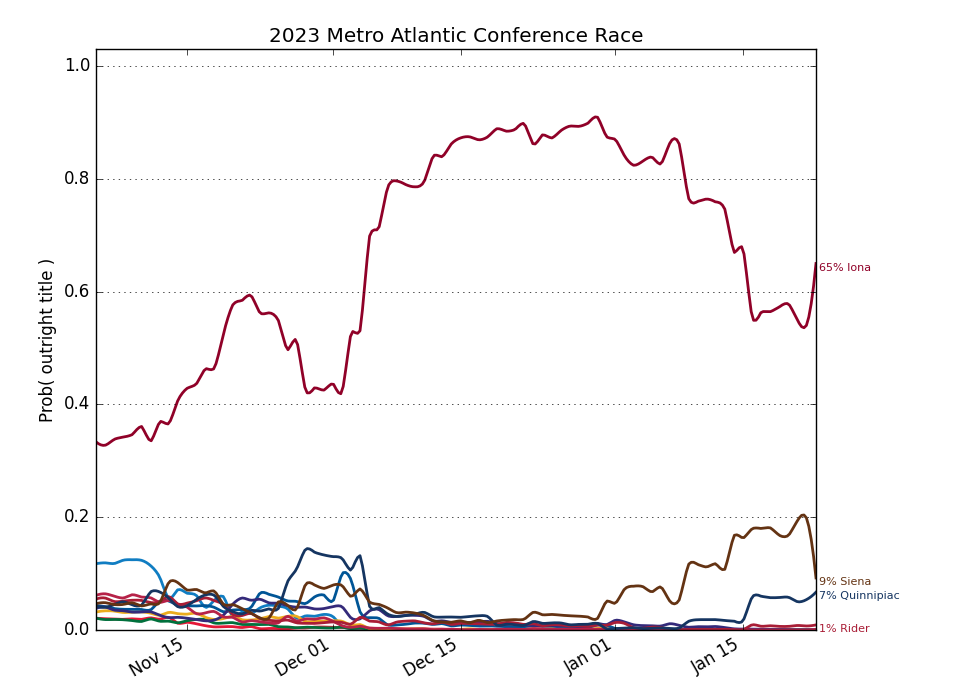 2023 Metro Atlantic Conference Race
Prob( outright title )
1.0
0.8
0.6
0.4
0.2
0.0
65% Iona
9% Siena
7% Quinnipiac
1% Rider
Nov 15
Dec 01
Dec 15
Jan 01
Jan 15